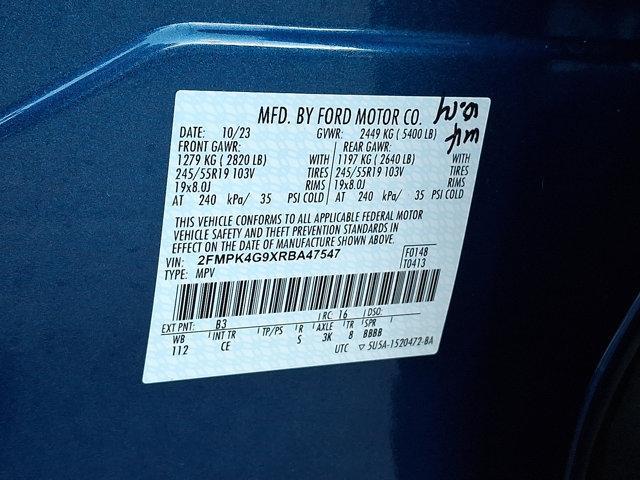 MFD. BY FORD MOTOR CO.
DATE: 10/23 GVWR: 2449 KG ( 5400 LB)
FRONT GAWR: REAR GAWR:
1279 KG ( 2820 LB) WITH 1197 KG ( 2640 LB) WITH
245/55R19 103V TIRES 245/55R19 103V TIRES
19x8.0J RIMS 19x8.0J RIMS
AT 240 kPa/ 35 PSI COLD AT 240 kPa/ 35 PSI COLD
THIS VEHICLE CONFORMS TO ALL APPLICABLE FEDERAL MOTOR
VEHICLE SAFETY AND THEFT PREVENTION STANDARDS IN
EFFECT ON THE DATE OF MANUFACTURE SHOWN ABOVE.
VIN: 2FMPK4G9XRBA47547 F0148
TYPE: MPV T0413
EXT PNT: B3 RC: 16 DSO:
WB INT TR TP/PS R AXLE TR SPR
112 CE S 3K 8 BBBB
UTC ▽ 5U5A-1520472-BA